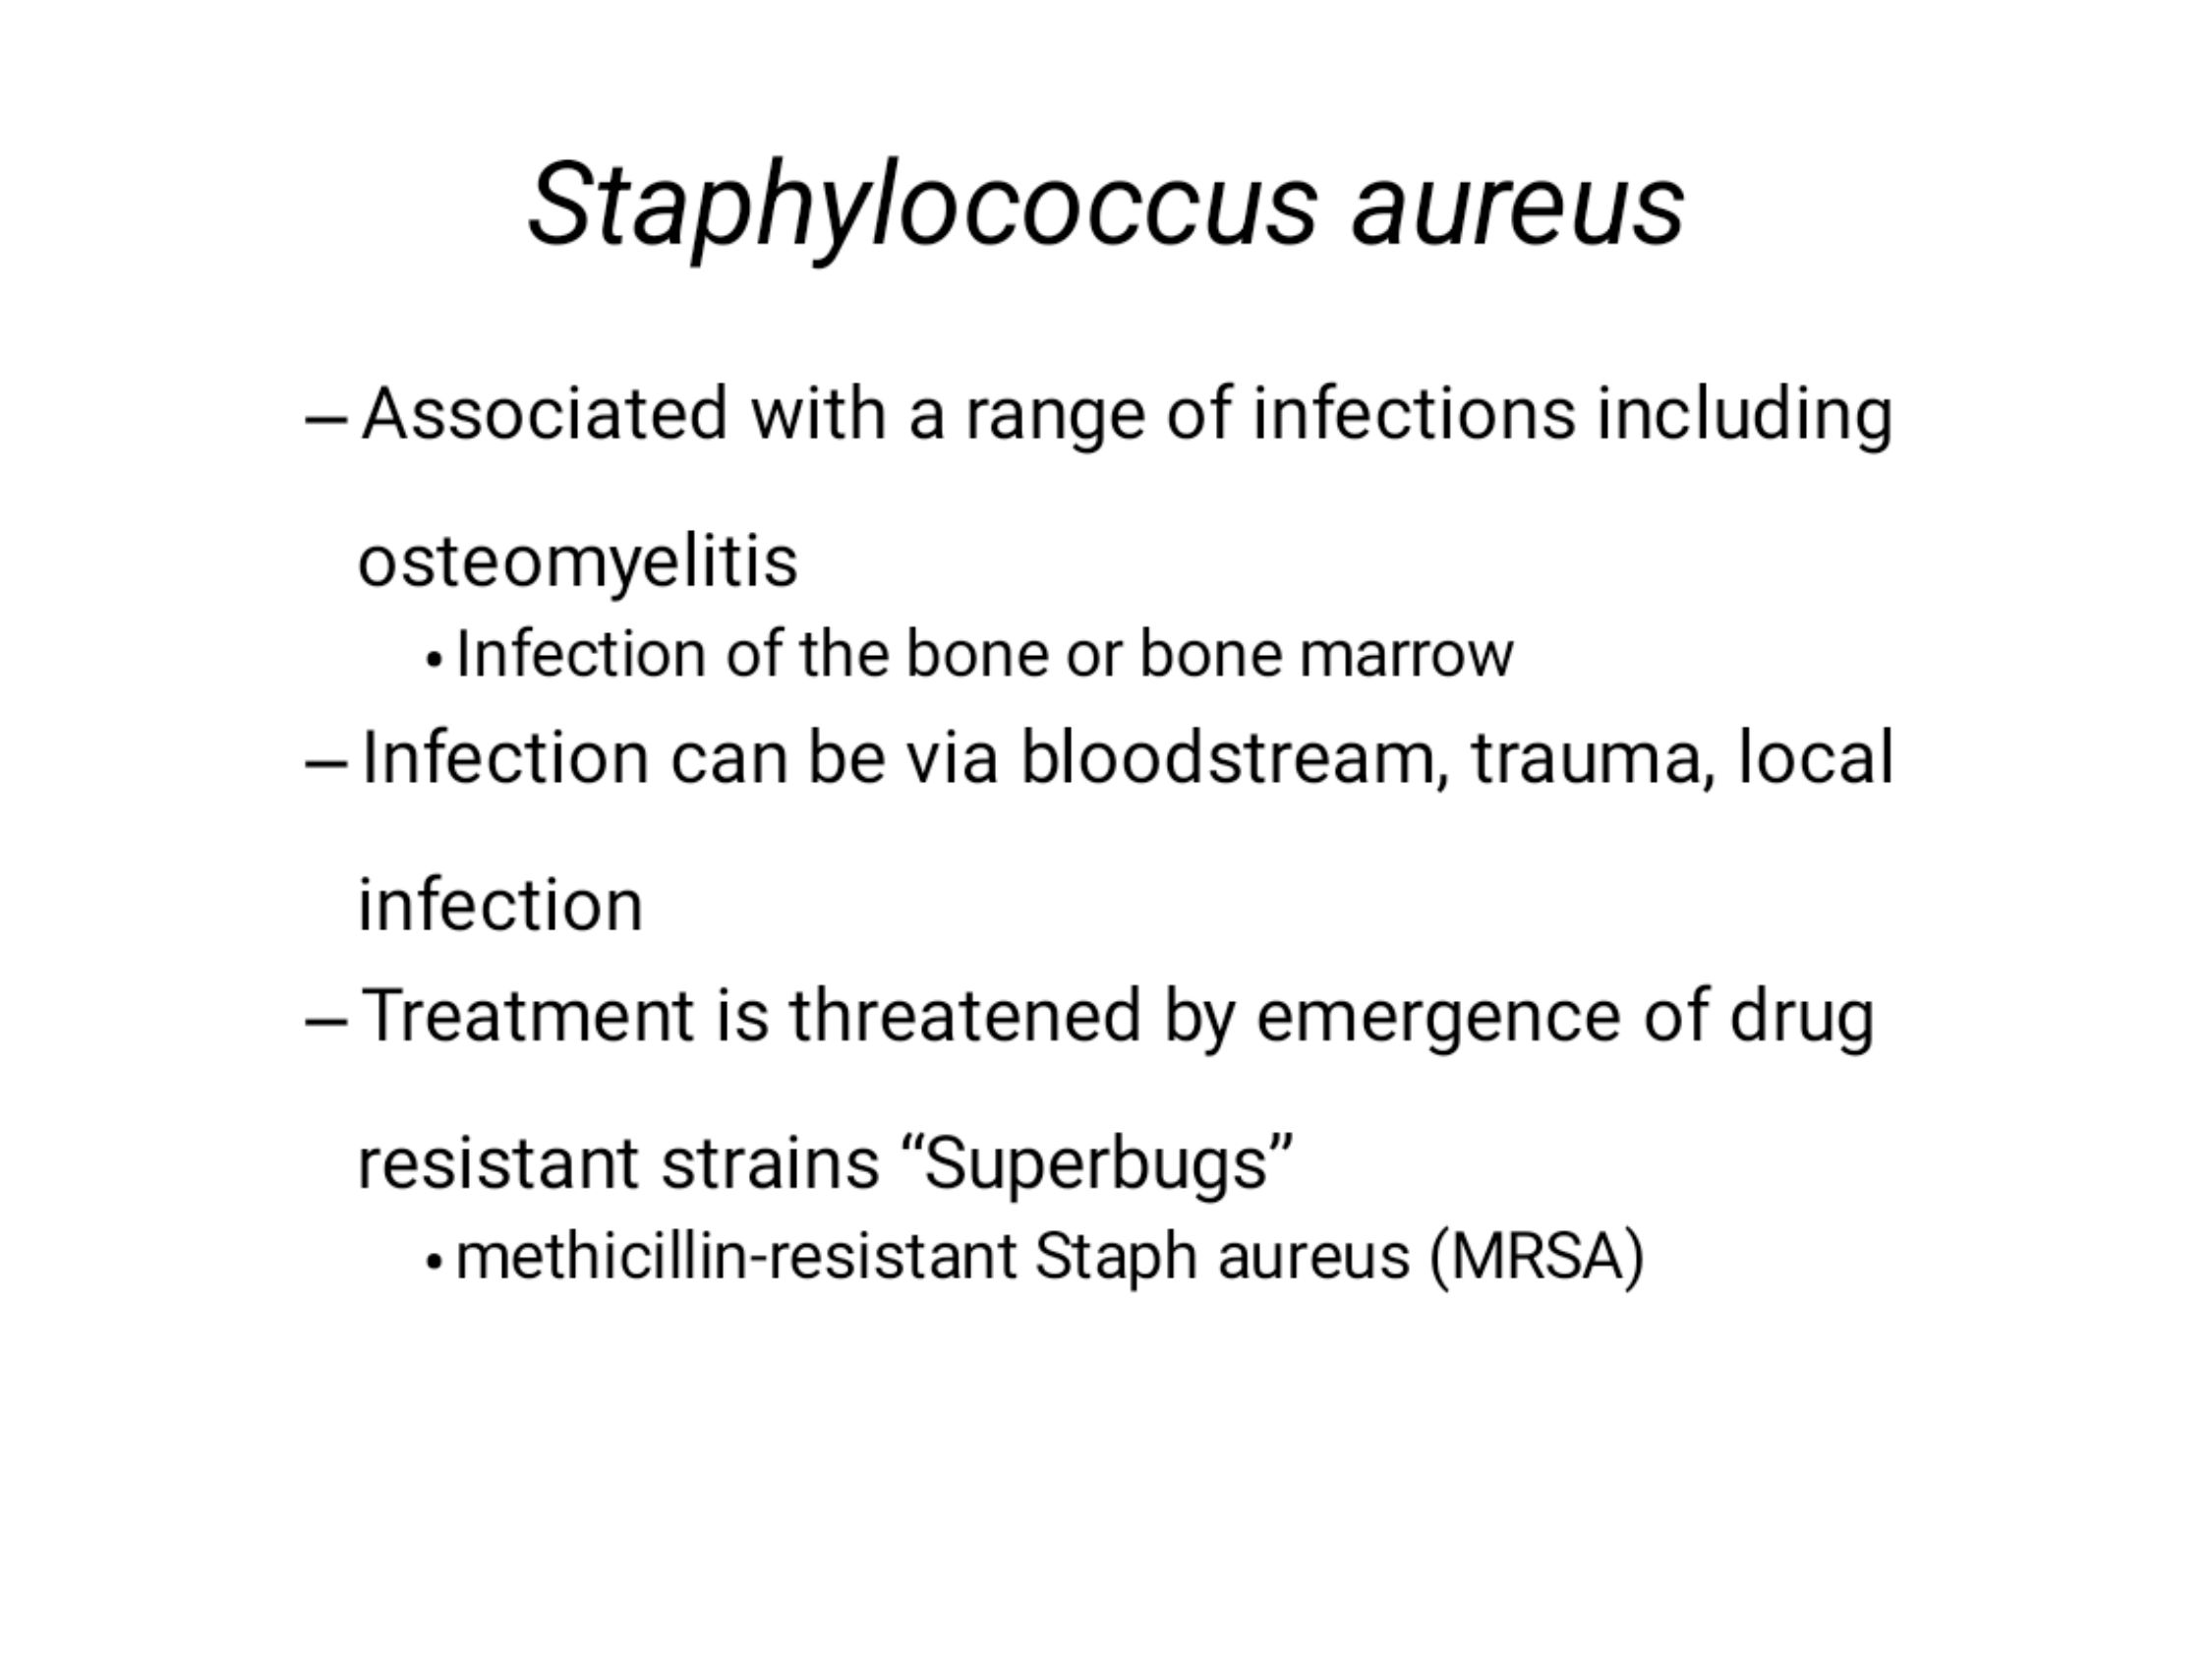 Staphylococcus aureus
– Associated with a range of infections including
osteomyelitis
• Infection of the bone or bone marrow
– Infection can be via bloodstream, trauma, local
infection
– Treatment is threatened by emergence of drug
resistant strains “Superbugs”
• methicillin-resistant Staph aureus (MRSA)